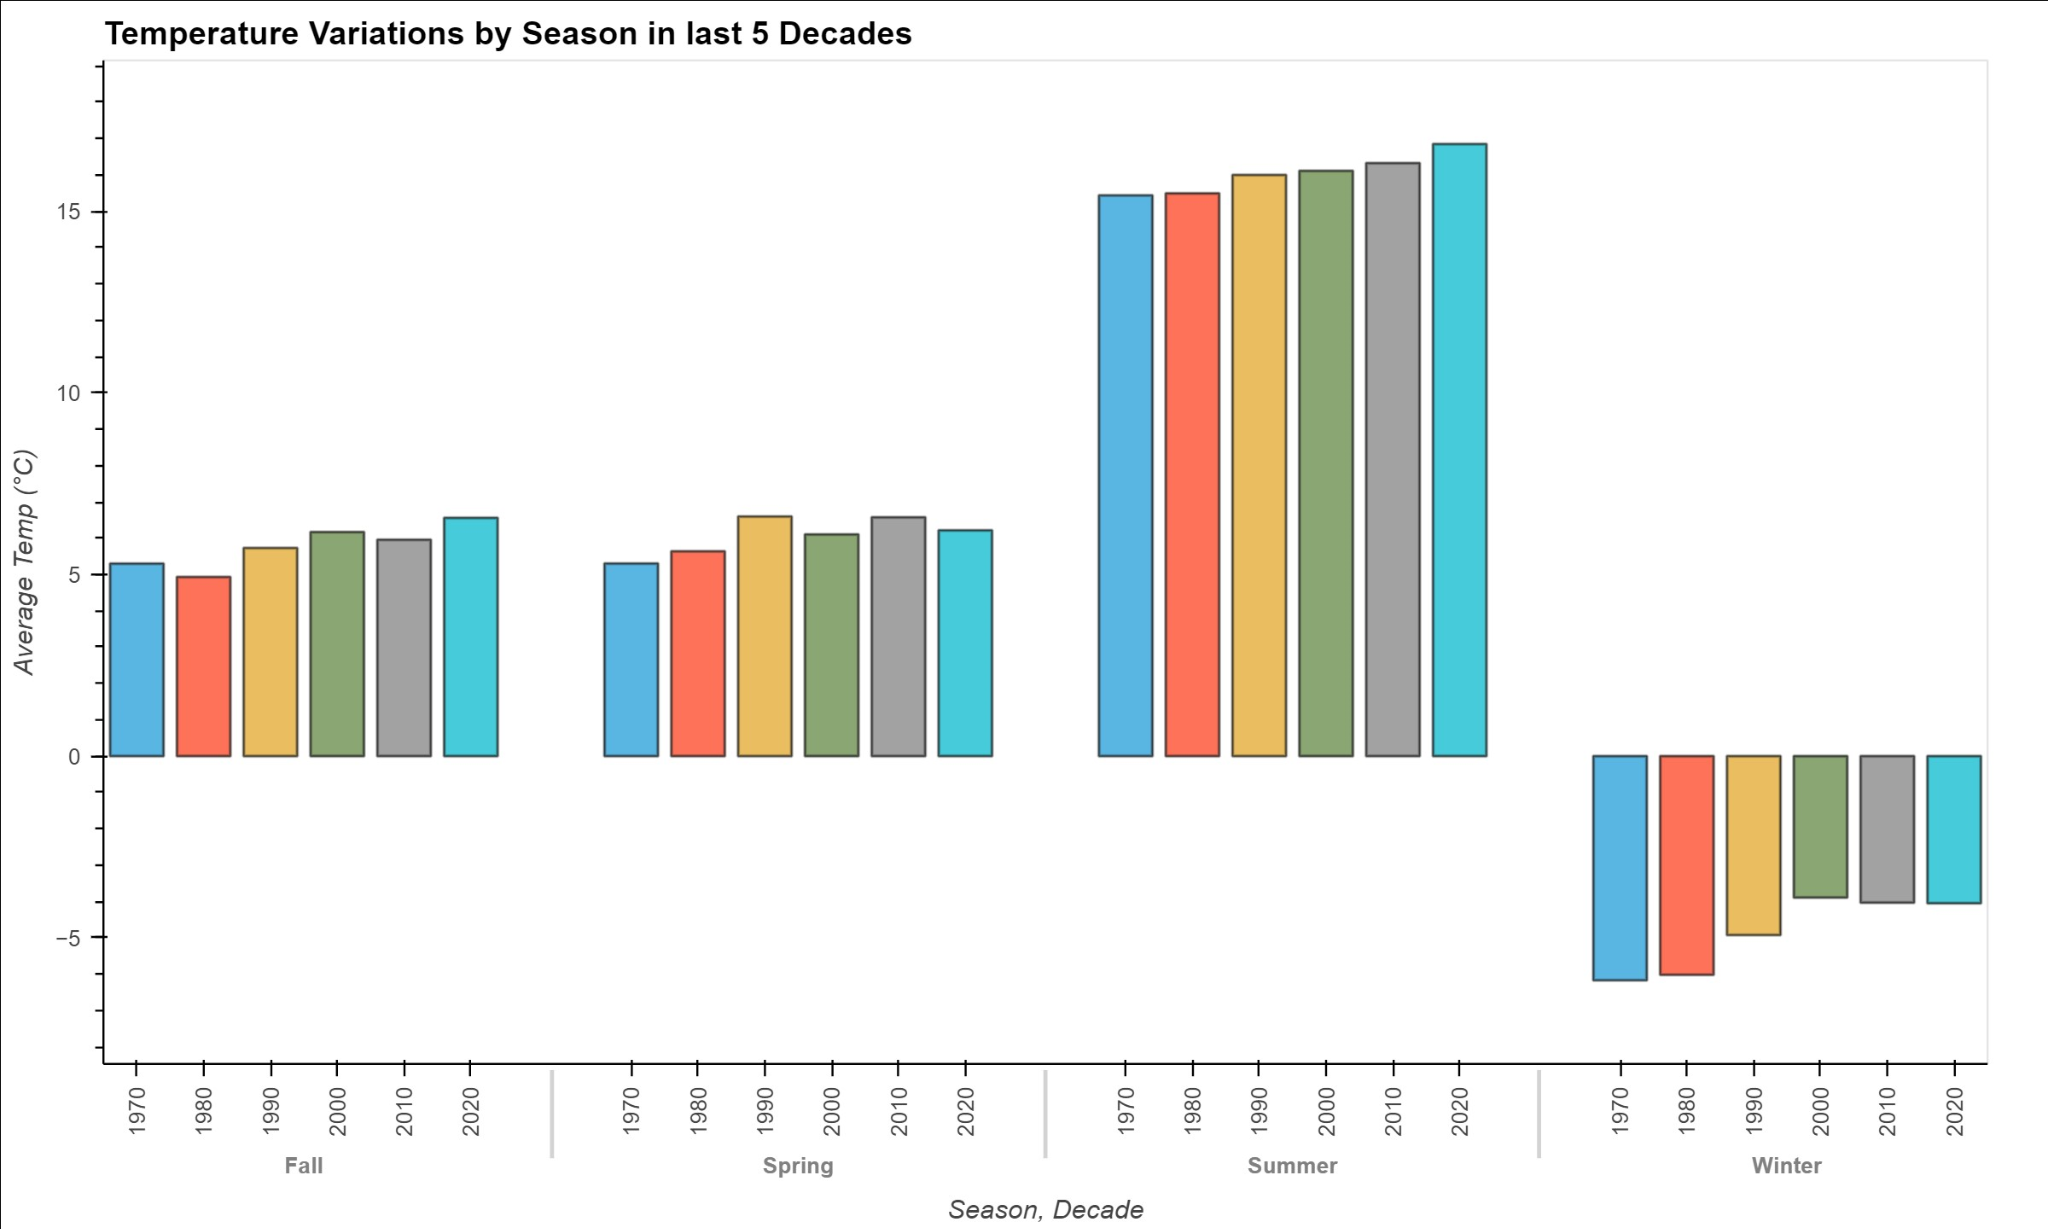 Temperature Variations by Season in last 5 Decades
Average Temp (°C)
15
10
5
0
−5
1970 1980 1990 2000 2010 2020 1970 1980 1990 2000 2010 2020 1970 1980 1990 2000 2010 2020 1970 1980 1990 2000 2010 2020
Fall Spring Summer Winter
Season, Decade